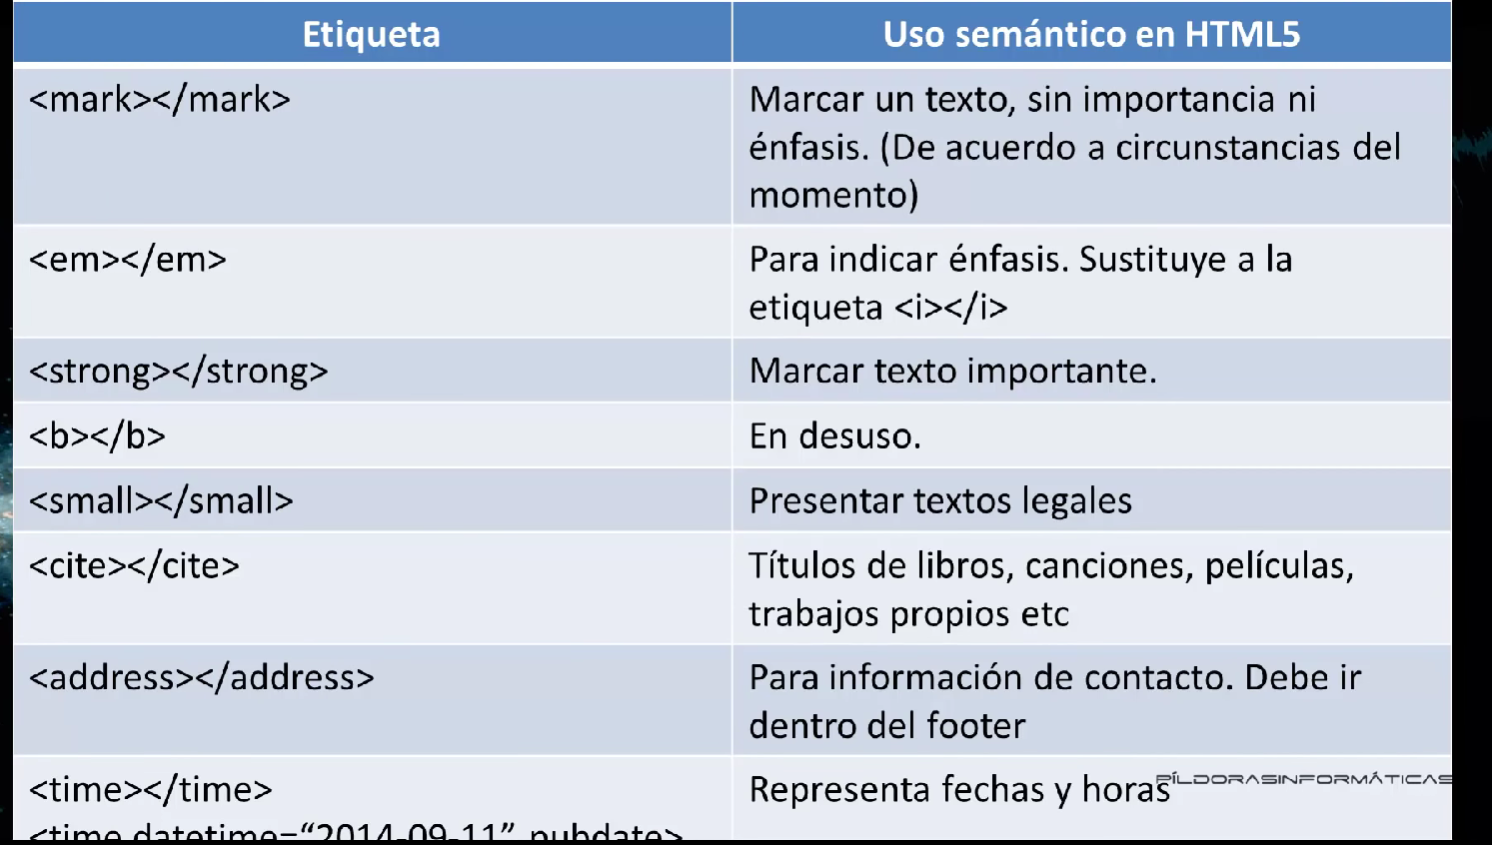 Etiqueta
Uso semántico en HTML5
<mark></mark>
Marcar un texto, sin importancia ni
énfasis. (De acuerdo a circunstancias del
momento)
<em></em>
Para indicar énfasis. Sustituye a la
etiqueta <i></i>
<strong></strong>
Marcar texto importante.
<b></b>
En desuso.
<small></small>
Presentar textos legales
<cite></cite>
Títulos de libros, canciones, películas,
trabajos propios etc
<address></address>
Para información de contacto. Debe ir
dentro del footer
<time></time>
Representa fechas y horas
PÍLDORASINFORMÁTICAS
<time datetime=“2014-09-11” pubdate>